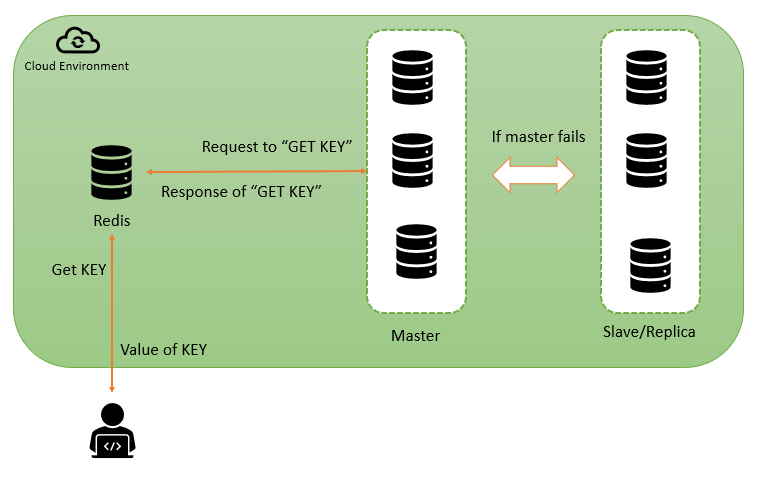 Cloud Environment
If master fails
Request to “GET KEY”
Response of “GET KEY”
Redis
Get KEY
Master
Slave/Replica
Value of KEY
</>